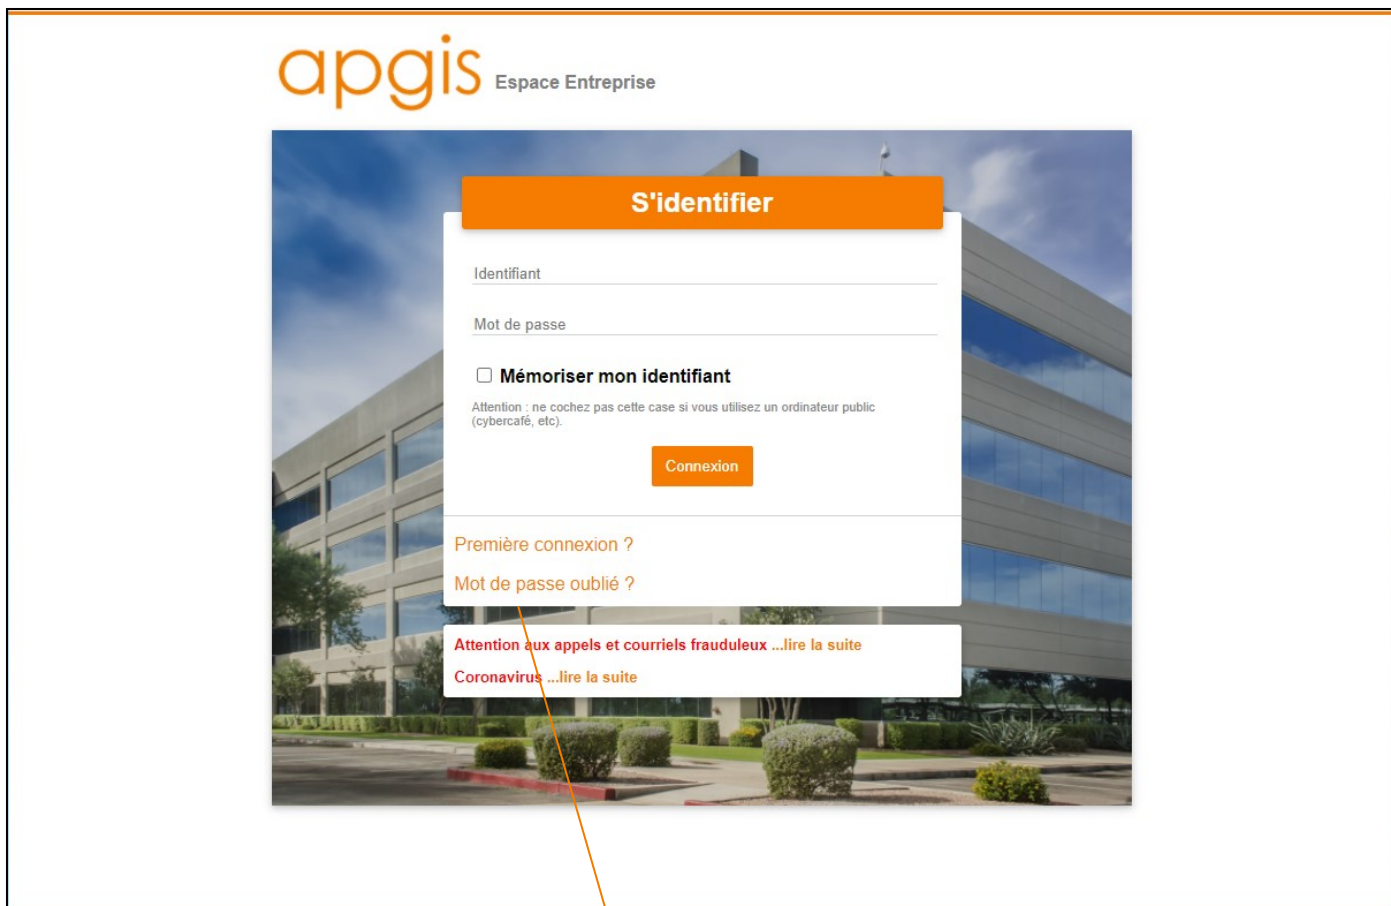 apgis Espace Entreprise
S'identifier
Identifiant
Mot de passe
Mémoriser mon identifiant
Attention : ne cochez pas cette case si vous utilisez un ordinateur public
(cybercafé, etc).
Connexion
Première connexion ?
Mot de passe oublié ?
Attention aux appels et courriels frauduleux ...lire la suite
Coronavirus ...lire la suite